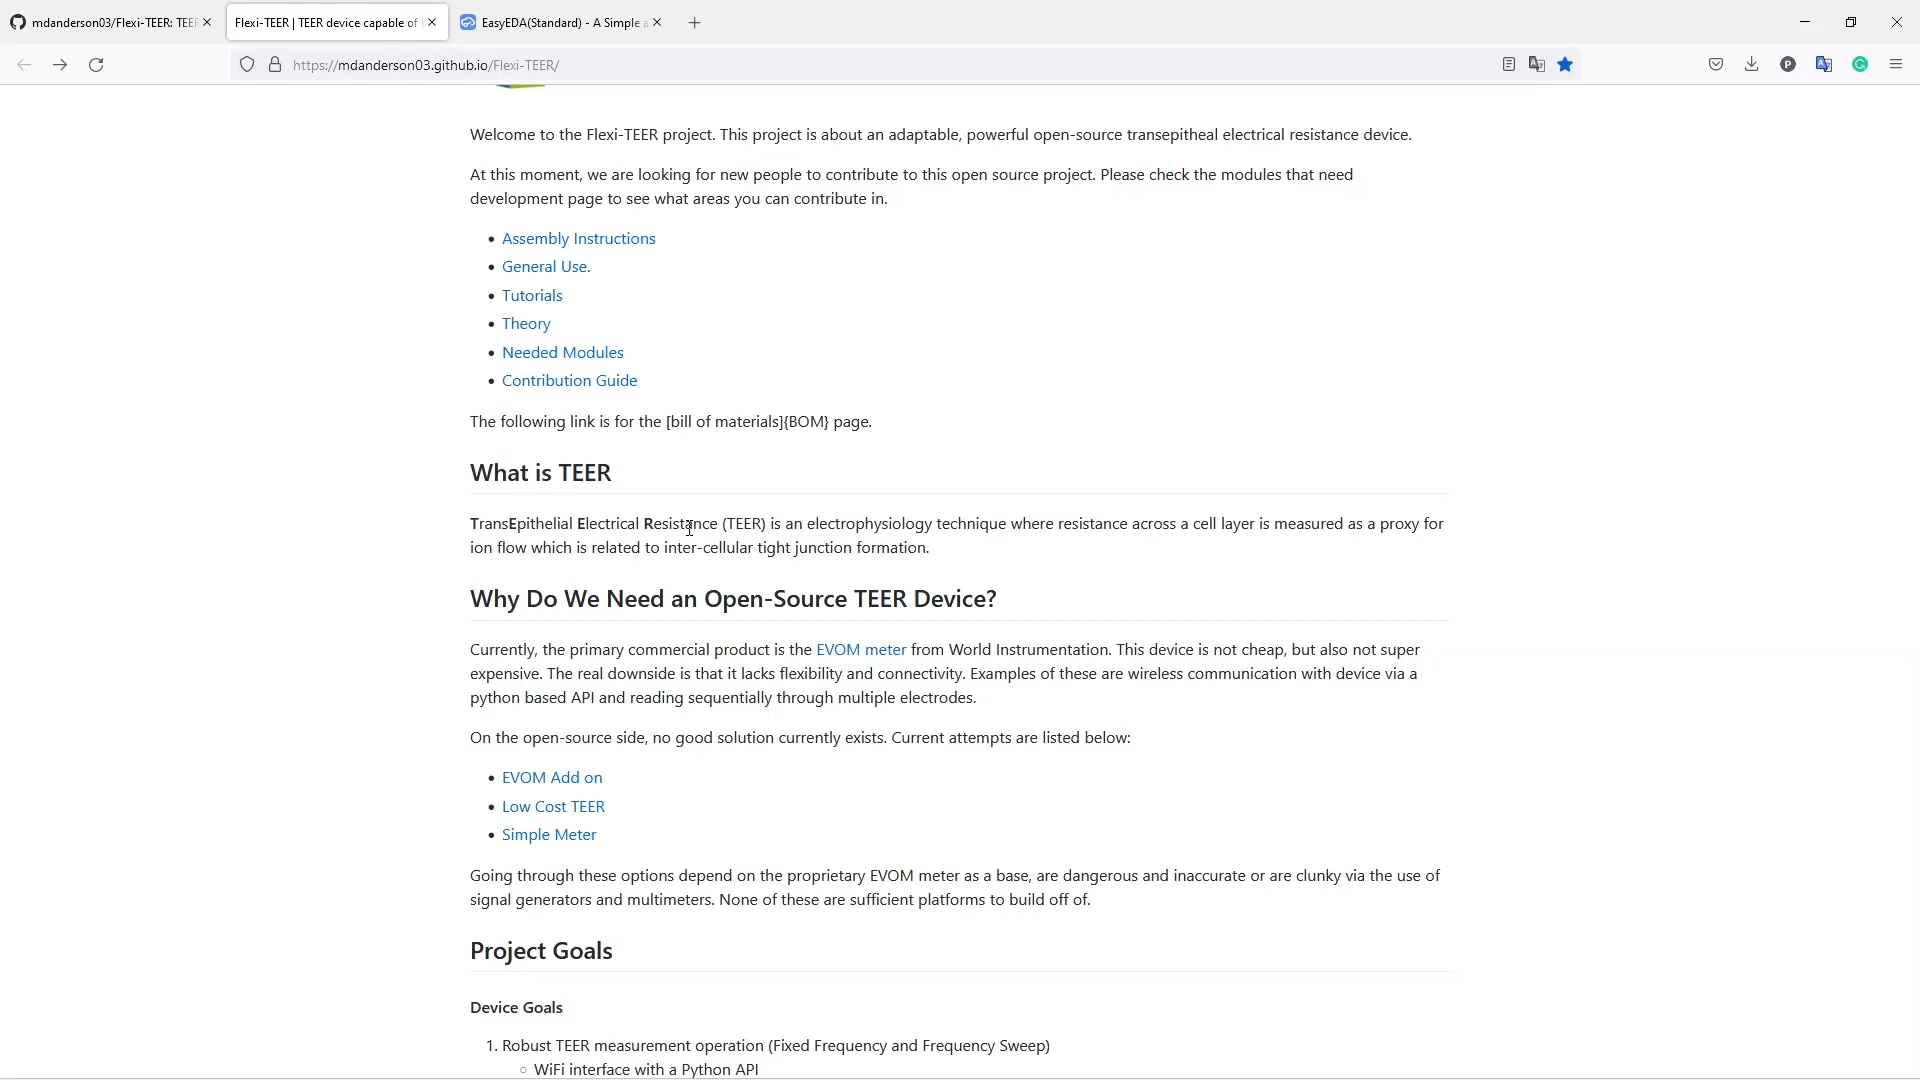 mdanderson03/Flexi-TEER: TEER
Flexi-TEER | TEER device capable of
EasyEDA(Standard) - A Simple a
https://mdanderson03.github.io/Flexi-TEER/
Welcome to the Flexi-TEER project. This project is about an adaptable, powerful open-source transepitheal electrical resistance device.
At this moment, we are looking for new people to contribute to this open source project. Please check the modules that need
development page to see what areas you can contribute in.
• Assembly Instructions
• General Use.
• Tutorials
• Theory
• Needed Modules
• Contribution Guide
The following link is for the [bill of materials]{BOM} page.
What is TEER
TransEpithelial Electrical Resistance (TEER) is an electrophysiology technique where resistance across a cell layer is measured as a proxy for
ion flow which is related to inter-cellular tight junction formation.
Why Do We Need an Open-Source TEER Device?
Currently, the primary commercial product is the EVOM meter from World Instrumentation. This device is not cheap, but also not super
expensive. The real downside is that it lacks flexibility and connectivity. Examples of these are wireless communication with device via a
python based API and reading sequentially through multiple electrodes.
On the open-source side, no good solution currently exists. Current attempts are listed below:
• EVOM Add on
• Low Cost TEER
• Simple Meter
Going through these options depend on the proprietary EVOM meter as a base, are dangerous and inaccurate or are clunky via the use of
signal generators and multimeters. None of these are sufficient platforms to build off of.
Project Goals
Device Goals
1. Robust TEER measurement operation (Fixed Frequency and Frequency Sweep)
○ WiFi interface with a Python API